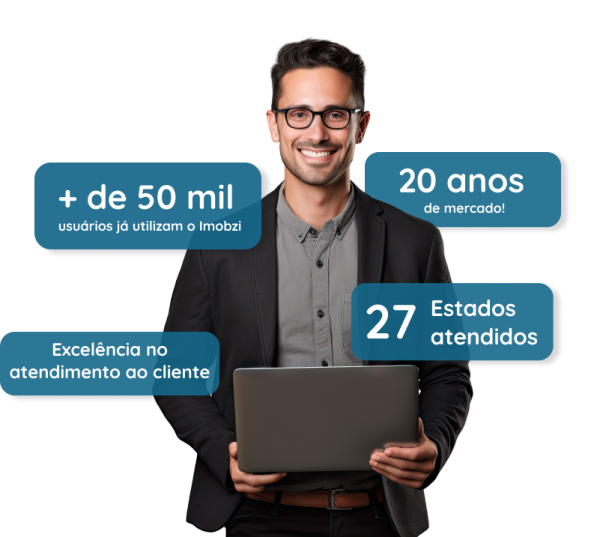 + de 50 mil
usuários já utilizam o Imobzi
20 anos
de mercado!
27 Estados
atendidos
Excelência no
atendimento ao cliente